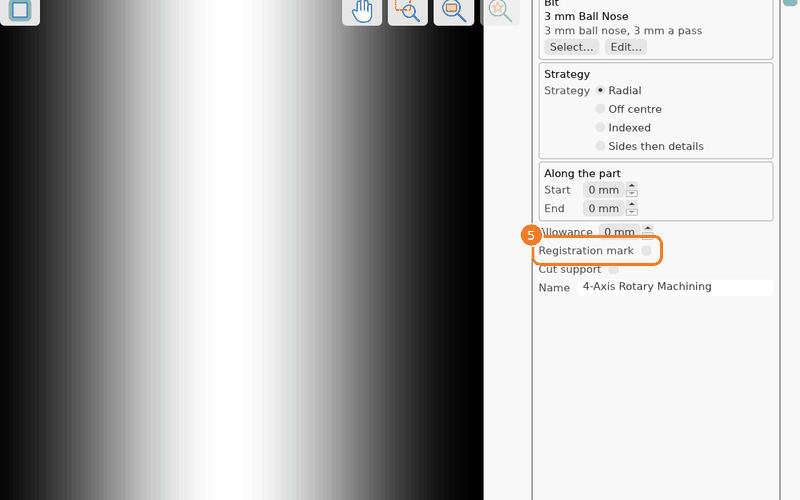 Bit
3 mm Ball Nose
3 mm ball nose, 3 mm a pass
Select... Edit...
Strategy
Strategy Radial
Off centre
Indexed
Sides then details
Along the part
Start 0 mm
End 0 mm
Allowance 0 mm
5
Registration mark
Cut support
Name 4-Axis Rotary Machining